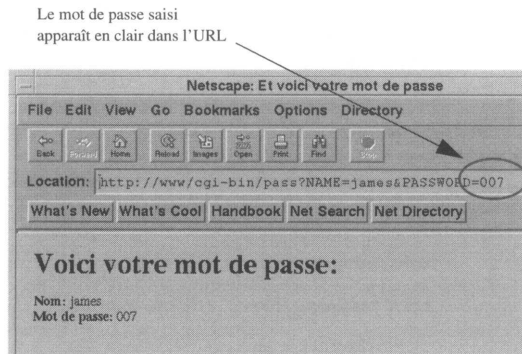 Le mot de passe saisi
apparaît en clair dans l'URL
Netscape: Et voici votre mot de passe
File Edit View Go Bookmarks Options Directory
Back Forward Home Reload Images Open Print Find Stop
Location: http://www/cgi-bin/pass?NAME=james&PASSWORD=007
What's New What's Cool Handbook Net Search Net Directory
Voici votre mot de passe:
Nom: james
Mot de passe: 007